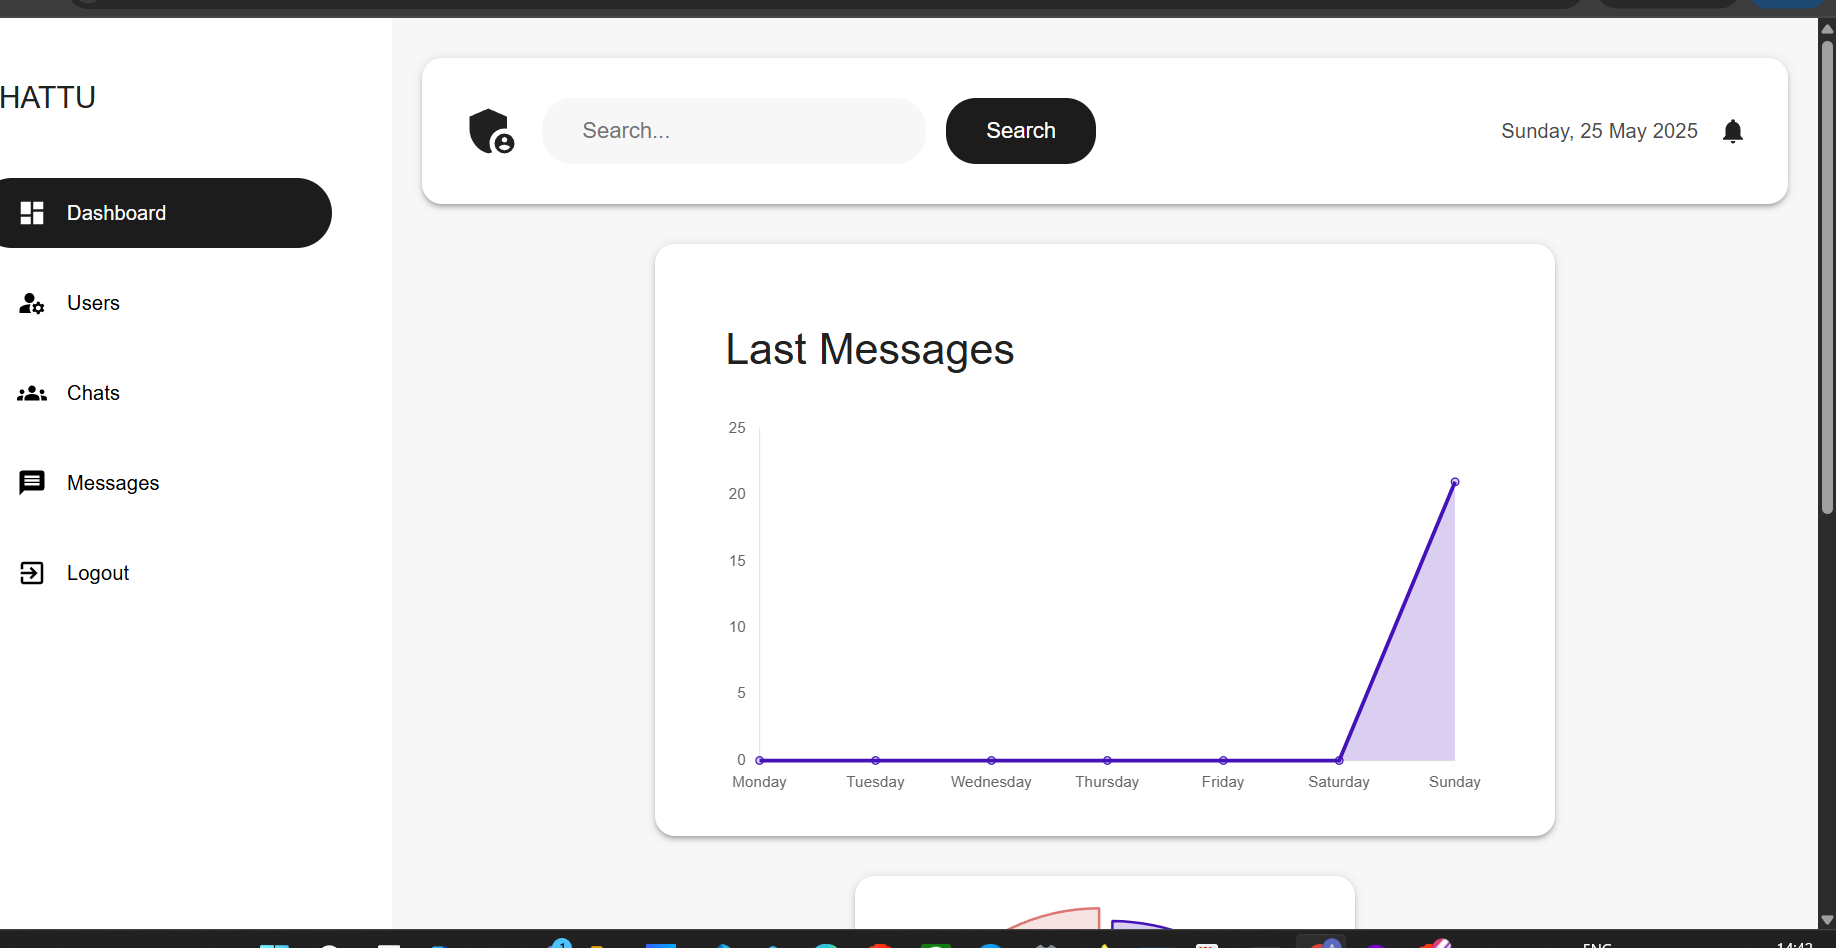 HATTU
Dashboard
Users
Chats
Messages
Logout
Search...
Search
Sunday, 25 May 2025
Last Messages
25
20
15
10
5
0
Monday Tuesday Wednesday Thursday Friday Saturday Sunday